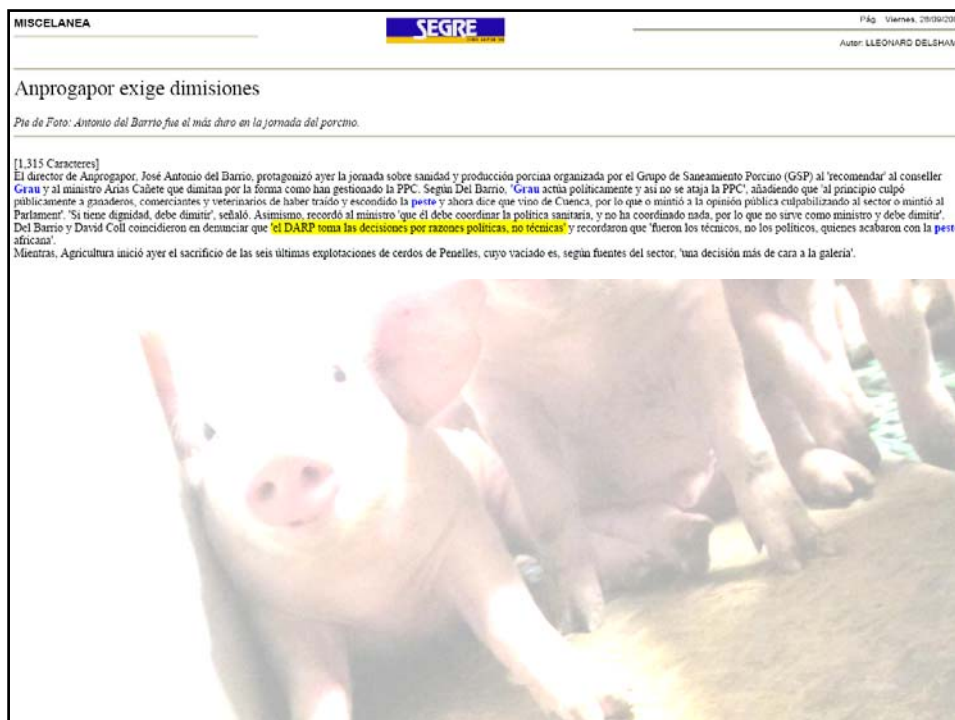 MISCELANEA
SEGRE
Pág. Viernes, 28/09/20
Autor: LLEONARD DELSHAM
Anprogapor exige dimisiones
Pie de Foto: Antonio del Barrio fue el más duro en la jornada del porcino.
[1,315 Caracteres]
El director de Anprogapor, José Antonio del Barrio, protagonizó ayer la jornada sobre sanidad y producción porcina organizada por el Grupo de Saneamiento Porcino (GSP) al 'recomendar' al conseller
Grau y al ministro Arias Cañete que dimitan por la forma como han gestionado la PPC. Según Del Barrio, 'Grau actúa políticamente y así no se ataja la PPC', añadiendo que 'al principio culpó
públicamente a ganaderos, comerciantes y veterinarios de haber traído y escondido la peste y ahora dice que vino de Cuenca, por lo que o mintió a la opinión pública culpabilizando al sector o mintió al
Parlament'. 'Si tiene dignidad, debe dimitir', señaló. Asimismo, recordó al ministro 'que él debe coordinar la política sanitaria, y no ha coordinado nada, por lo que no sirve como ministro y debe dimitir'.
Del Barrio y David Coll coincidieron en denunciar que 'el DARP toma las decisiones por razones políticas, no técnicas' y recordaron que 'fueron los técnicos, no los políticos, quienes acabaron con la pest
africana'.
Mientras, Agricultura inició ayer el sacrificio de las seis últimas explotaciones de cerdos de Penelles, cuyo vaciado es, según fuentes del sector, 'una decisión más de cara a la galería'.